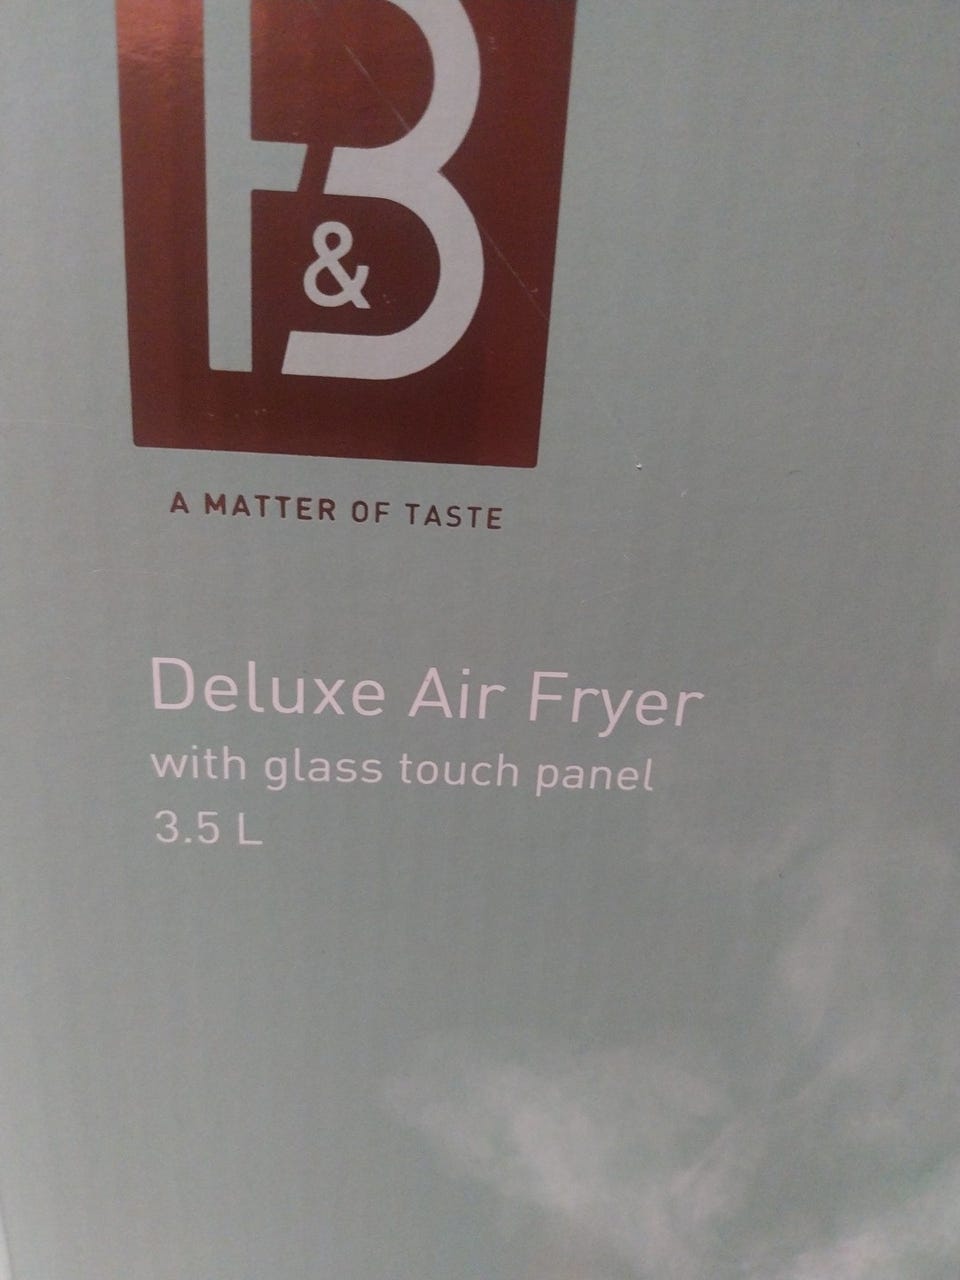 F&B
A MATTER OF TASTE
Deluxe Air Fryer
with glass touch panel
3.5 L